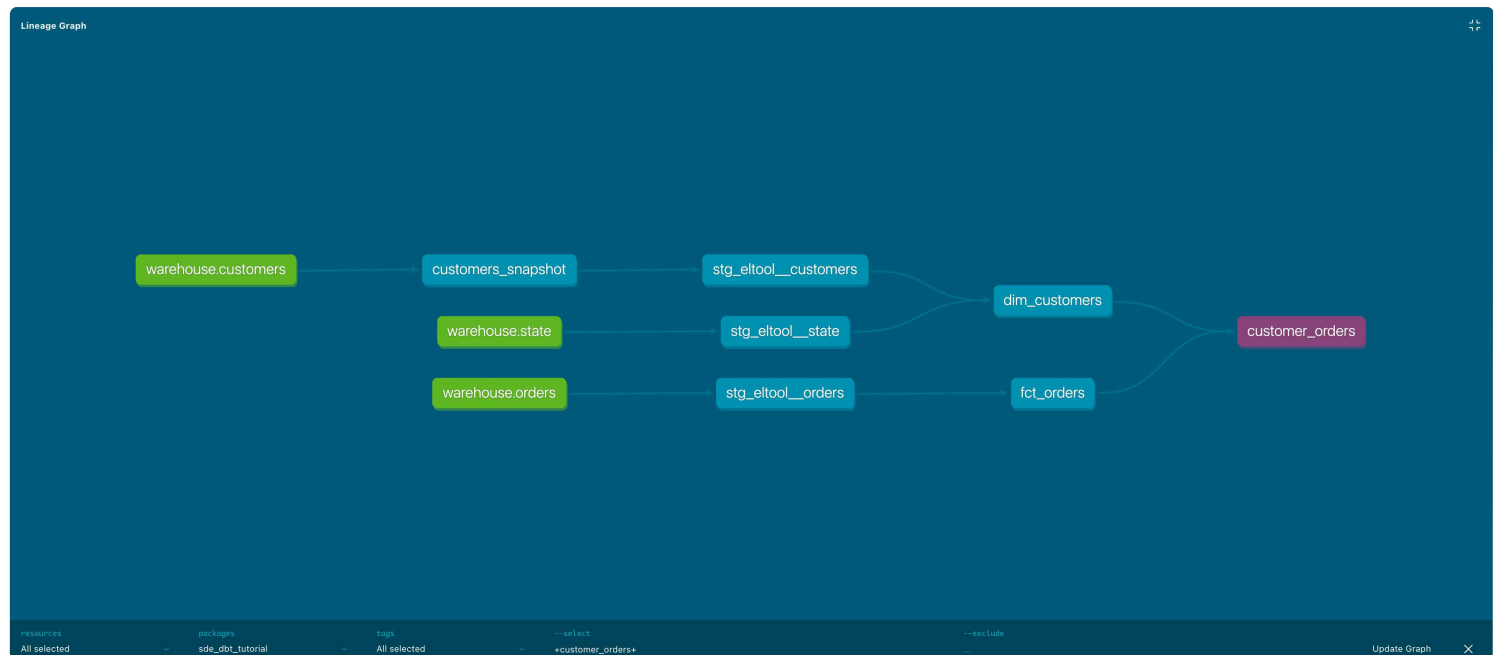 Lineage Graph
warehouse.customers
customers_snapshot
stg_eltool__customers
dim_customers
warehouse.state
stg_eltool__state
customer_orders
warehouse.orders
stg_eltool__orders
fct_orders
resources packages tags --select --exclude
All selected sde_dbt_tutorial All selected +customer_orders+ ... Update Graph